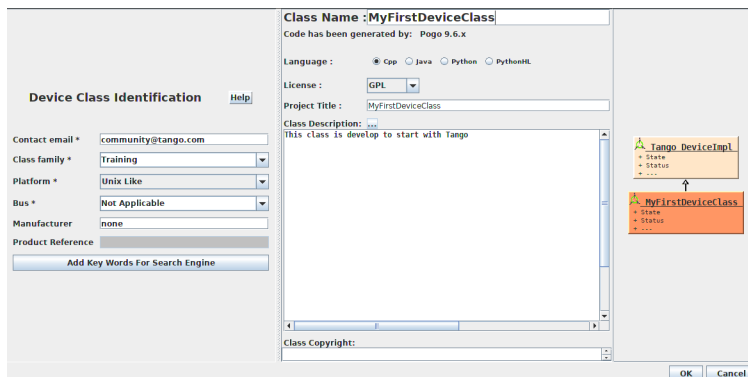 Device Class Identification
Help
Contact email *
community@tango.com
Class family *
Training
Platform *
Unix Like
Bus *
Not Applicable
Manufacturer
none
Product Reference
Add Key Words For Search Engine
Class Name : MyFirstDeviceClass
Code has been generated by: Pogo 9.6.x
Language :
Cpp Java Python PythonHL
License :
GPL
Project Title :
MyFirstDeviceClass
Class Description: ...
This class is develop to start with Tango
Class Copyright:
Tango DeviceImpl
+ State
+ Status
+ ...
MyFirstDeviceClass
+ State
+ Status
+ ...
OK
Cancel